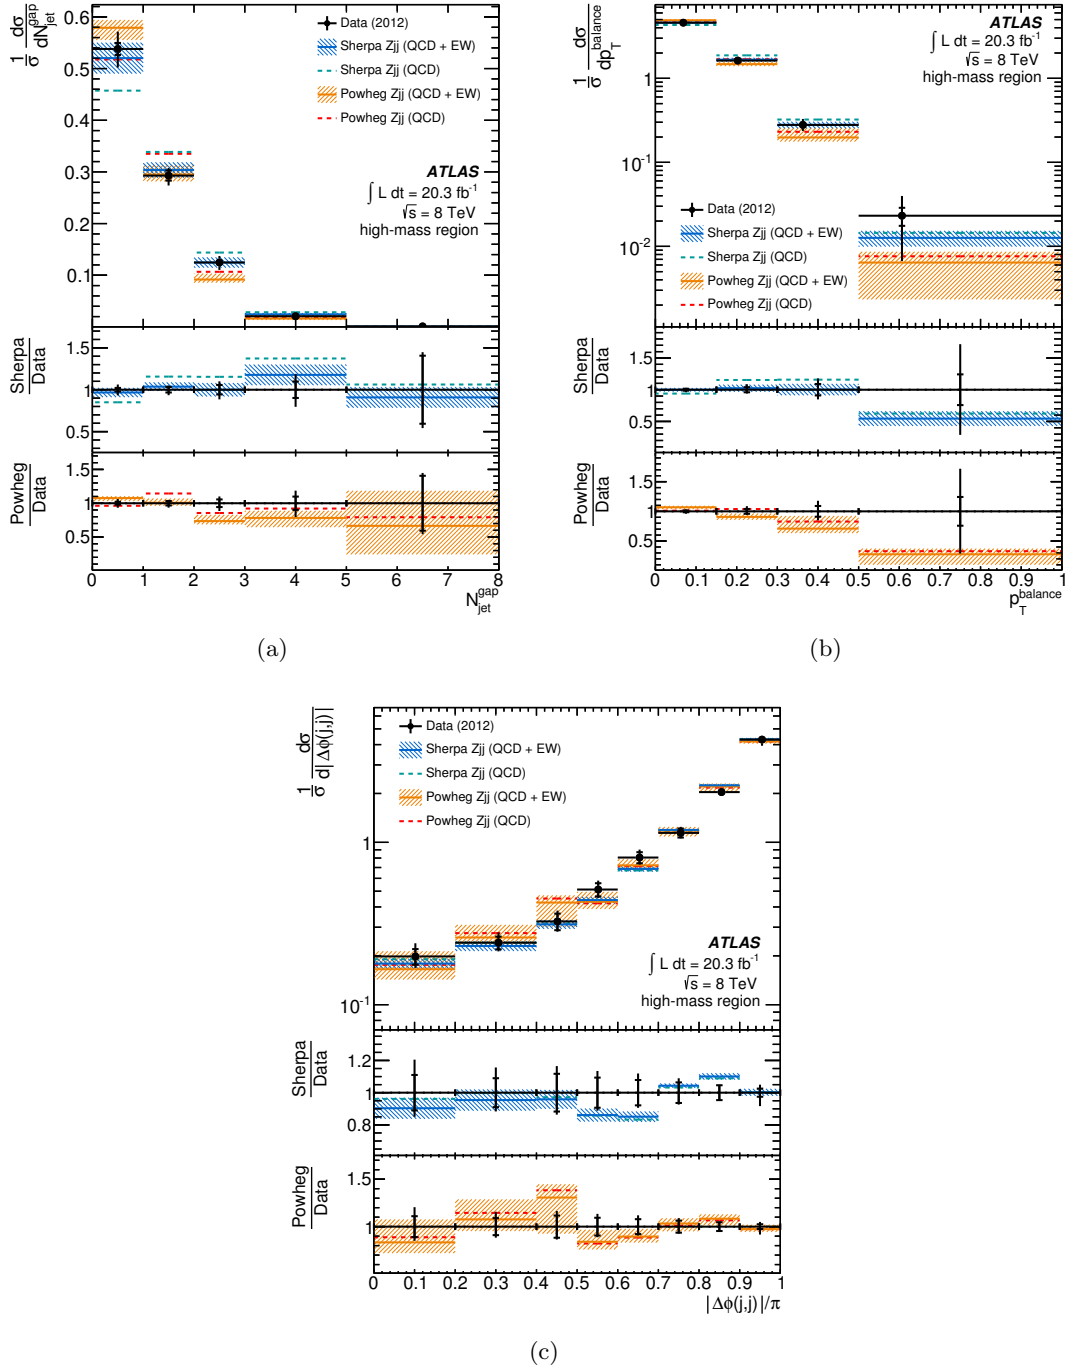 1/σ dσ/dN_jet^gap
Data (2012)
Sherpa Zjj (QCD + EW)
Sherpa Zjj (QCD)
Powheg Zjj (QCD + EW)
Powheg Zjj (QCD)
ATLAS
∫ L dt = 20.3 fb⁻¹
√s = 8 TeV
high-mass region
0.6
0.5
0.4
0.3
0.2
0.1
Sherpa
Data
1.5
1
0.5
Powheg
Data
1.5
1
0.5
0 1 2 3 4 5 6 7 8
N_jet^gap
(a)
1/σ dσ/dp_T^balance
ATLAS
∫ L dt = 20.3 fb⁻¹
√s = 8 TeV
high-mass region
1
10⁻¹
10⁻²
Data (2012)
Sherpa Zjj (QCD + EW)
Sherpa Zjj (QCD)
Powheg Zjj (QCD + EW)
Powheg Zjj (QCD)
Sherpa
Data
1.5
1
0.5
Powheg
Data
1.5
1
0.5
0 0.1 0.2 0.3 0.4 0.5 0.6 0.7 0.8 0.9 1
p_T^balance
(b)
1/σ dσ/d|Δϕ(j,j)|
Data (2012)
Sherpa Zjj (QCD + EW)
Sherpa Zjj (QCD)
Powheg Zjj (QCD + EW)
Powheg Zjj (QCD)
1
10⁻¹
ATLAS
∫ L dt = 20.3 fb⁻¹
√s = 8 TeV
high-mass region
Sherpa
Data
1.2
1
0.8
Powheg
Data
1.5
1
0 0.1 0.2 0.3 0.4 0.5 0.6 0.7 0.8 0.9 1
|Δϕ(j,j)|/π
(c)